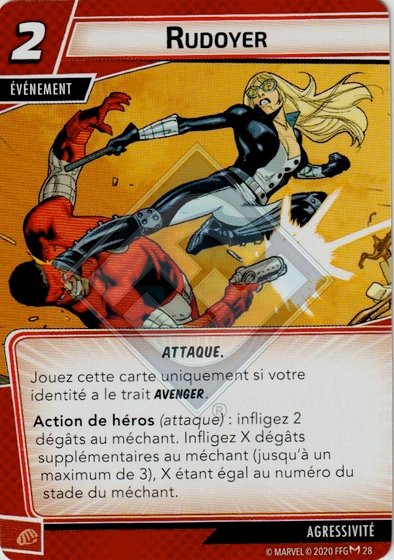 2
RUDOYER
ÉVÉNEMENT
ATTAQUE.
Jouez cette carte uniquement si votre
identité a le trait AVENGER.
Action de héros (attaque) : infligez 2
dégâts au méchant. Infligez X dégâts
supplémentaires au méchant (jusqu'à un
maximum de 3), X étant égal au numéro du
stade du méchant.
®
AGRESSIVITÉ
© MARVEL © 2020 FFG M 28